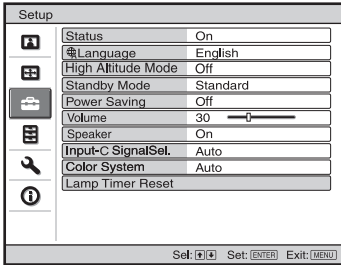 Setup
Status On
Language English
High Altitude Mode Off
Standby Mode Standard
Power Saving Off
Volume 30
Speaker On
Input-C SignalSel. Auto
Color System Auto
Lamp Timer Reset
Sel: Set: ENTER Exit: MENU